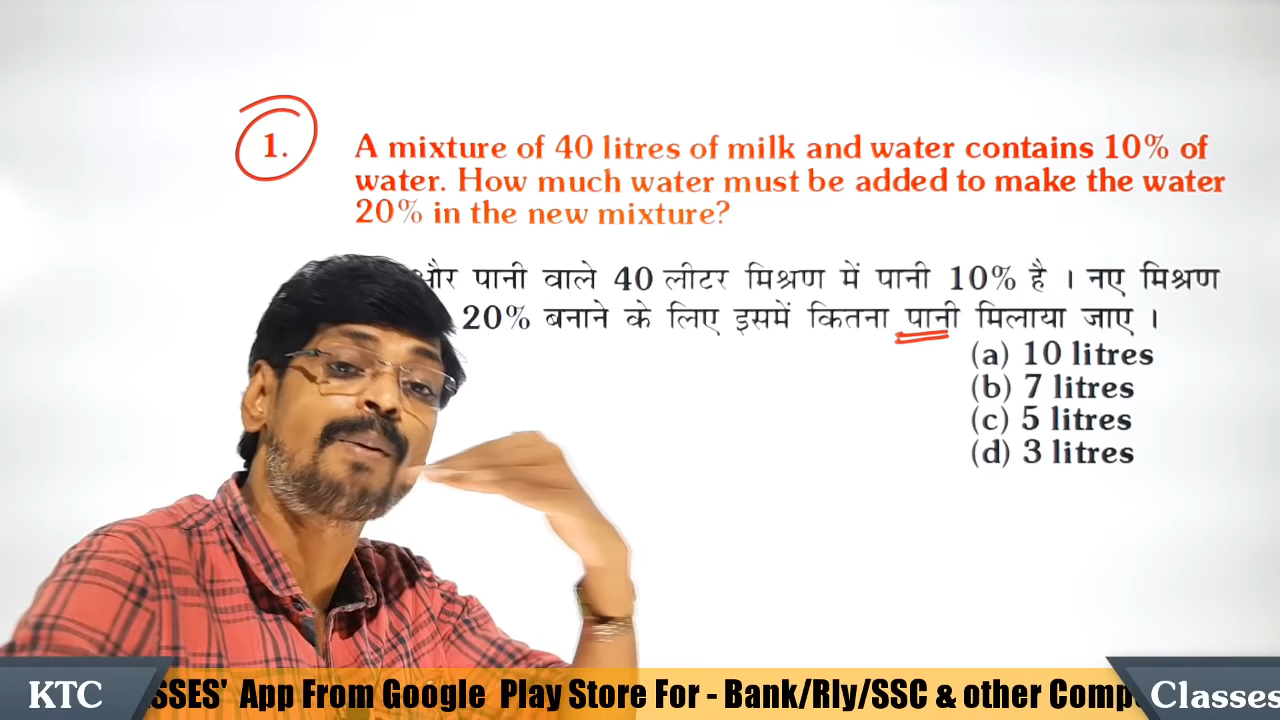 1. A mixture of 40 litres of milk and water contains 10% of
water. How much water must be added to make the water
20% in the new mixture?
और पानी वाले 40 लीटर मिश्रण में पानी 10% है । नए मिश्रण
20% बनाने के लिए इसमें कितना पानी मिलाया जाए ।
(a) 10 litres
(b) 7 litres
(c) 5 litres
(d) 3 litres
KTC
App From Google Play Store For - Bank/Rly/SSC & other
Classes